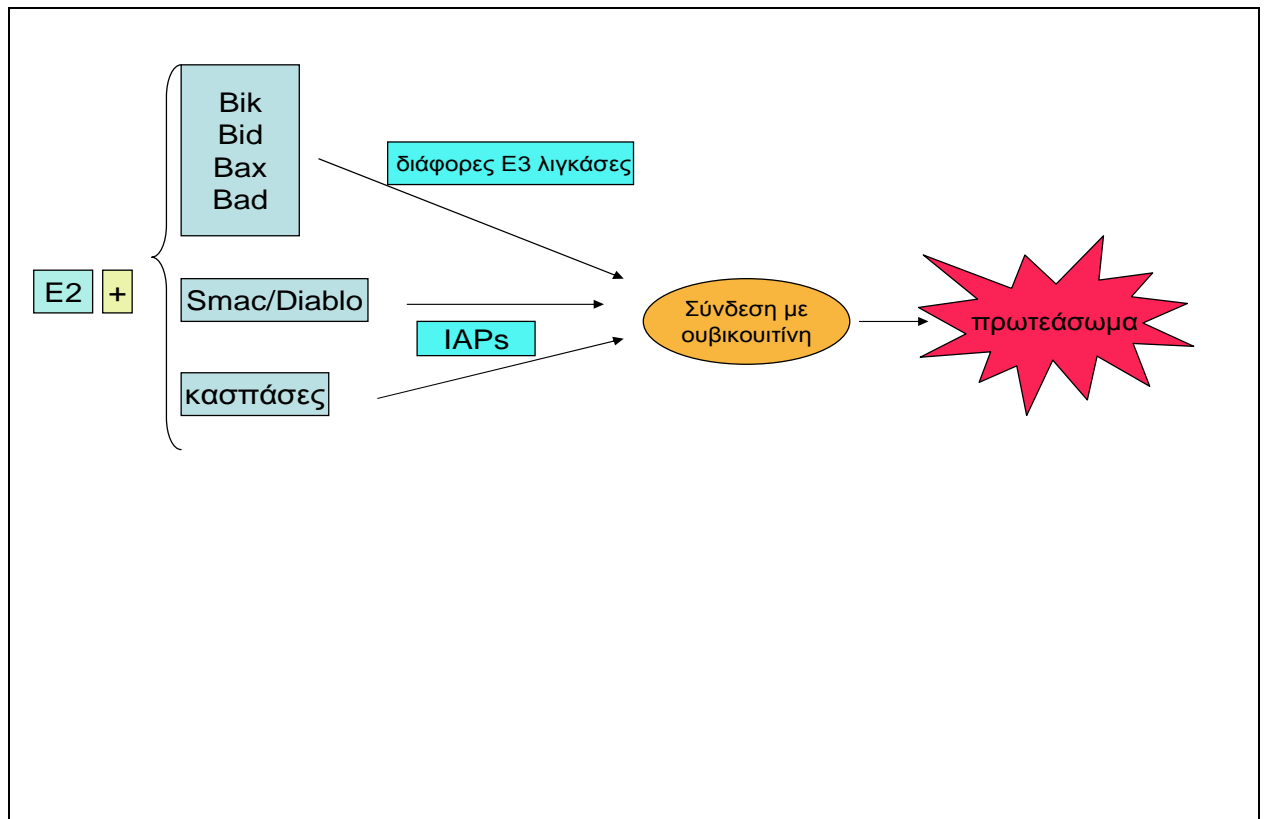 Bik
Bid
Bax
Bad
διάφορες Ε3 λιγκάσες
E2
+
Smac/Diablo
IAPs
κασπάσες
Σύνδεση με
ουβικουιτίνη
πρωτεάσωμα